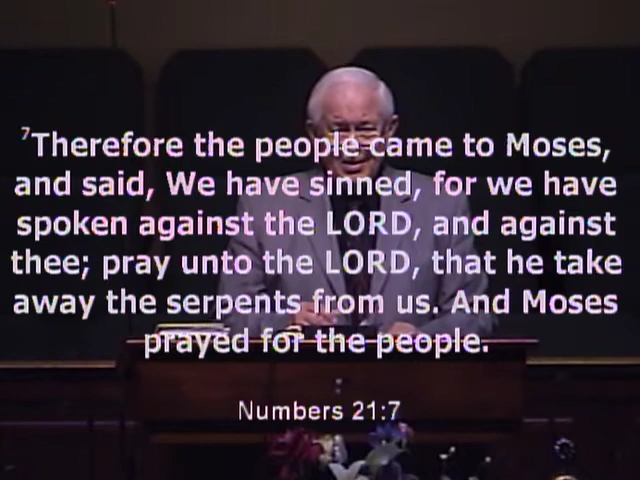 7Therefore the people came to Moses,
and said, We have sinned, for we have
spoken against the LORD, and against
thee; pray unto the LORD, that he take
away the serpents from us. And Moses
prayed for the people.
Numbers 21:7